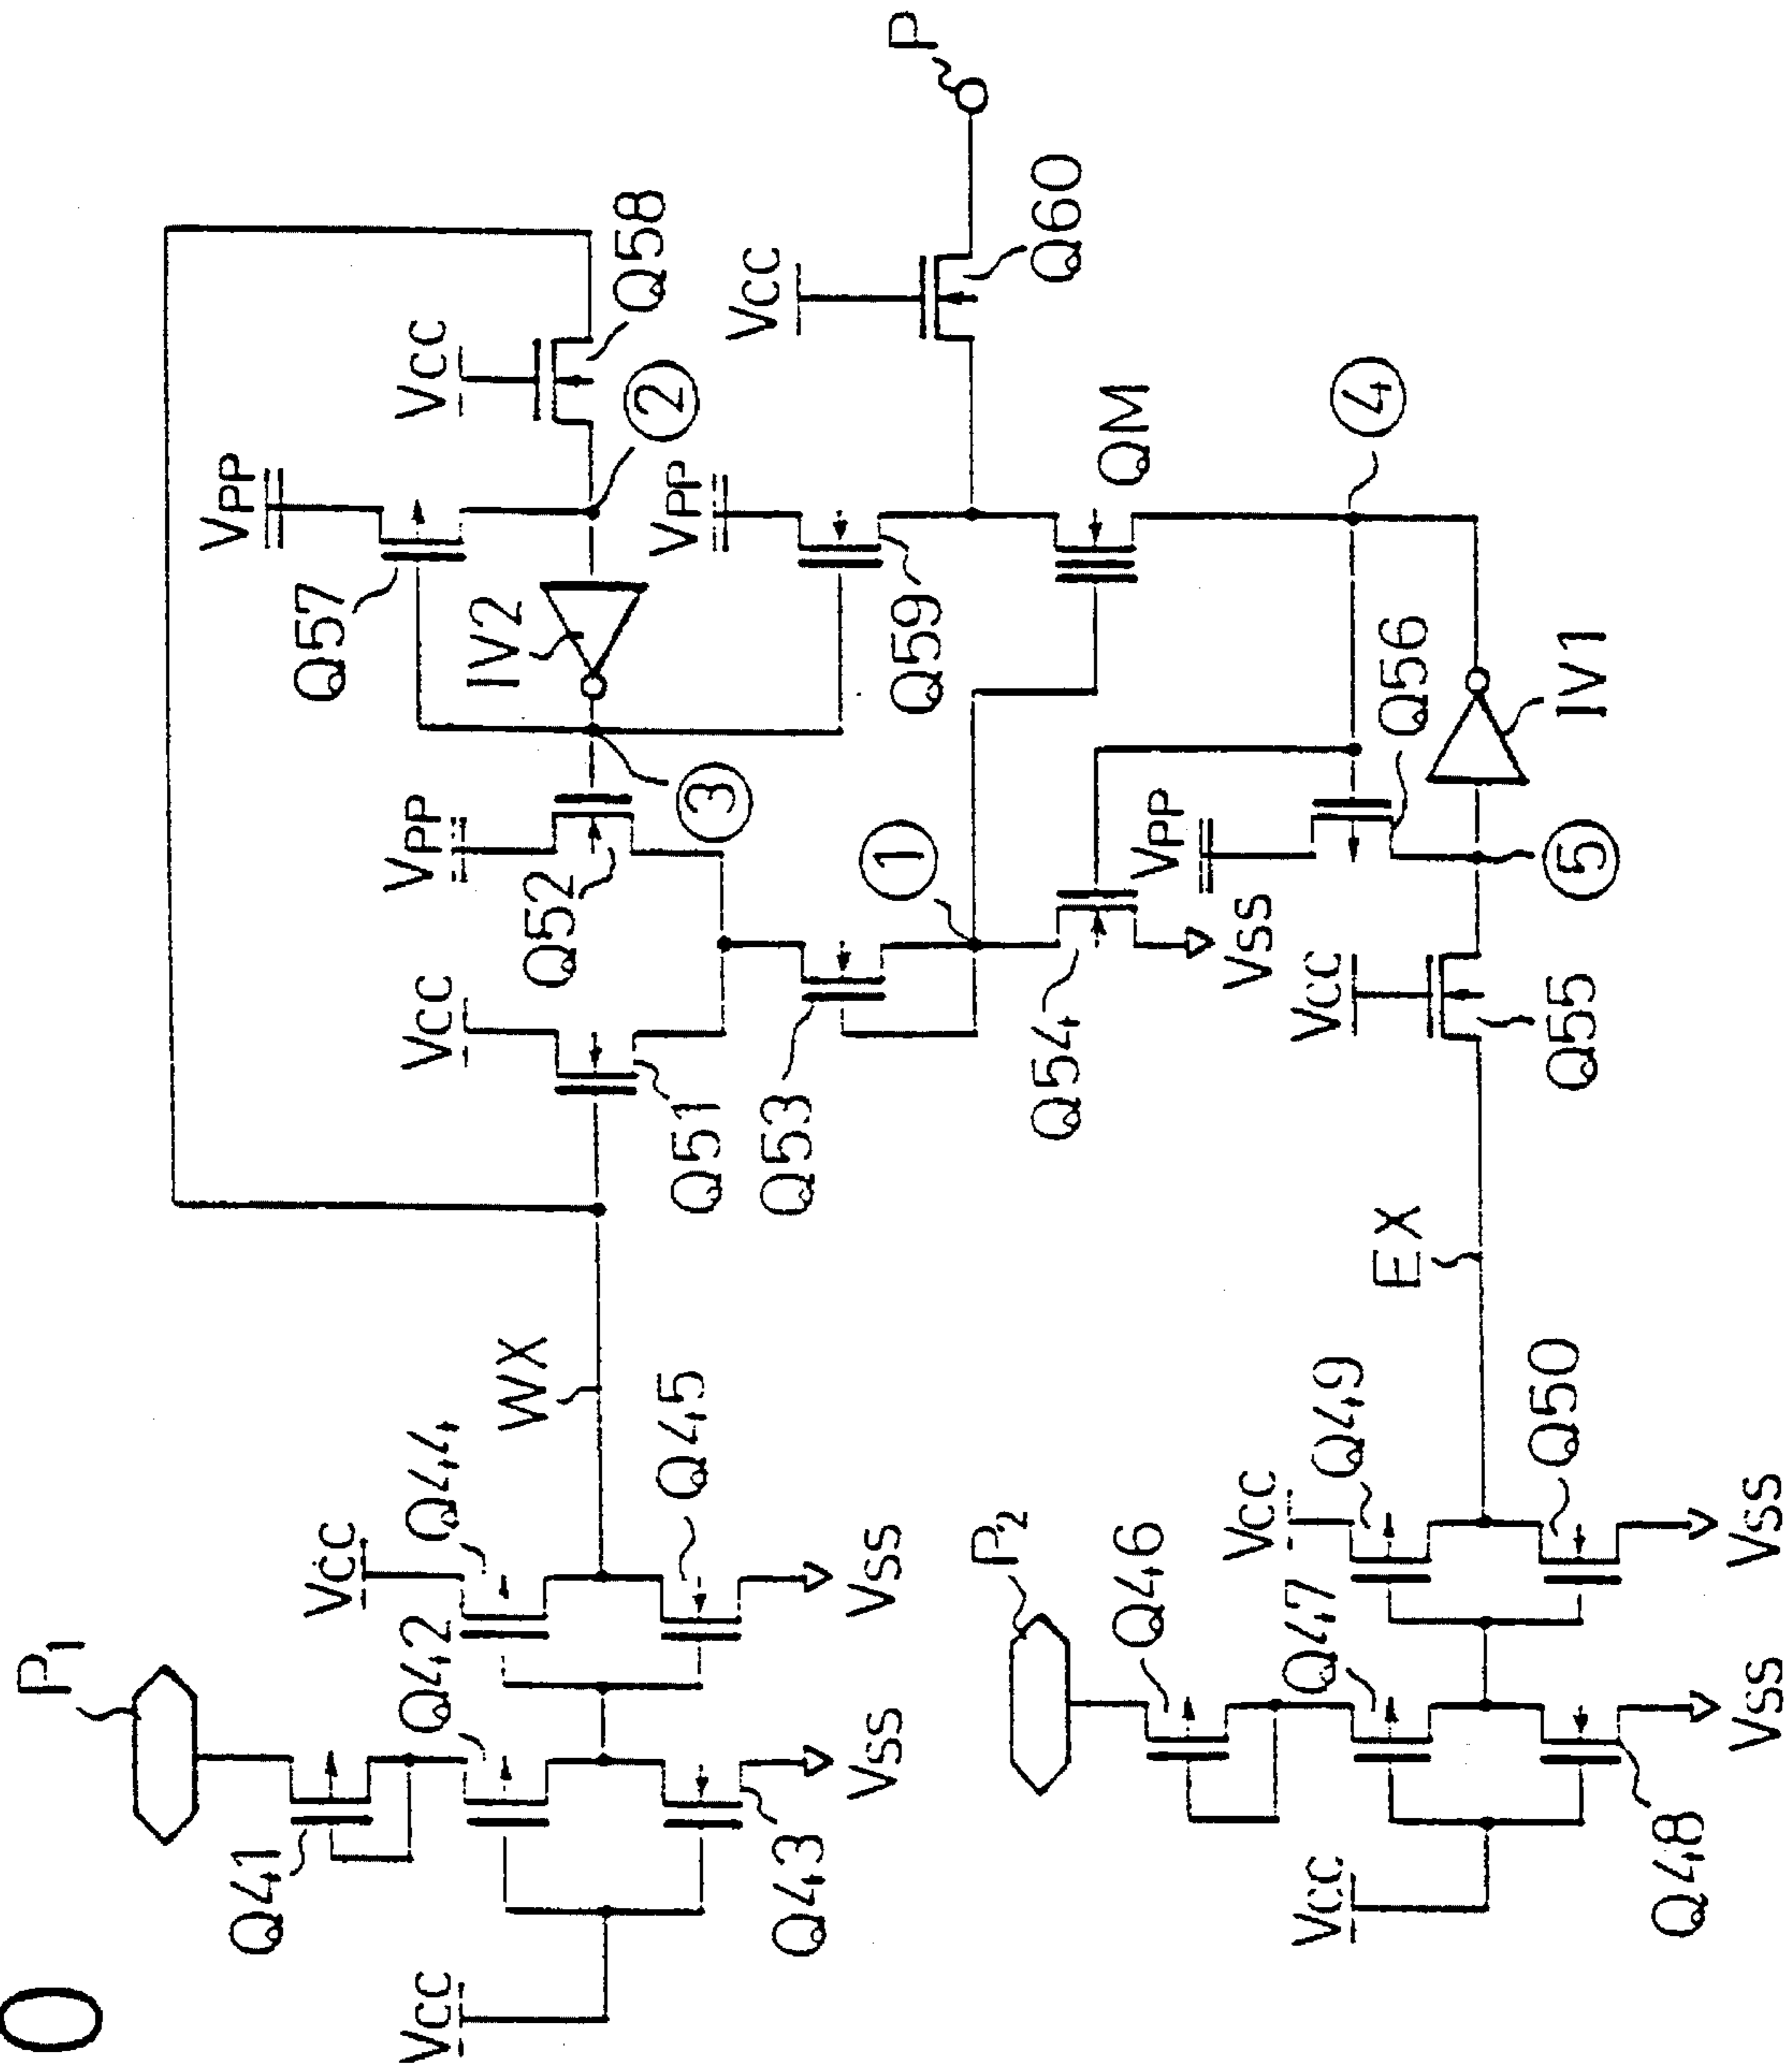 0
P1
VCC
VPP
Q41
Q42
Q44
WX
VCC
Q57
VCC
Q58
IV2
2
VPP
Q52
3
VPP
VCC
P
VCC
Q43
VSS
VSS
Q45
Q51
Q53
1
Q59
Q60
QM
P2
Q46
Q54
VSS
VPP
4
VCC
Q47
VCC
Q49
EX
VCC
Q56
Q48
VSS
VSS
Q50
Q55
5
IV1